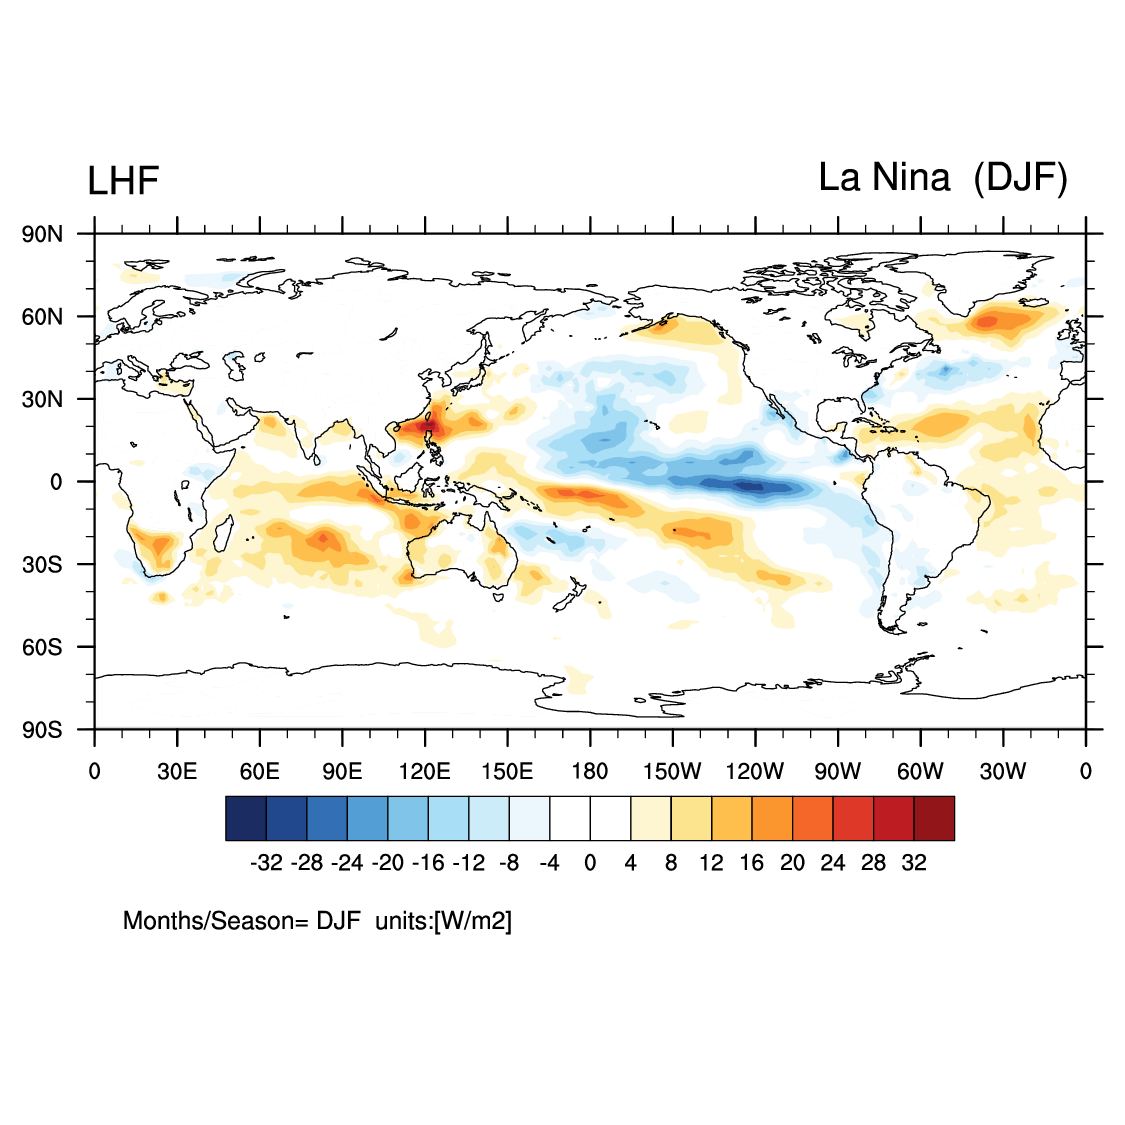 LHF
La Nina (DJF)
90N
60N
30N
0
30S
60S
90S
0 30E 60E 90E 120E 150E 180 150W 120W 90W 60W 30W 0
-32 -28 -24 -20 -16 -12 -8 -4 0 4 8 12 16 20 24 28 32
Months/Season= DJF units:[W/m2]